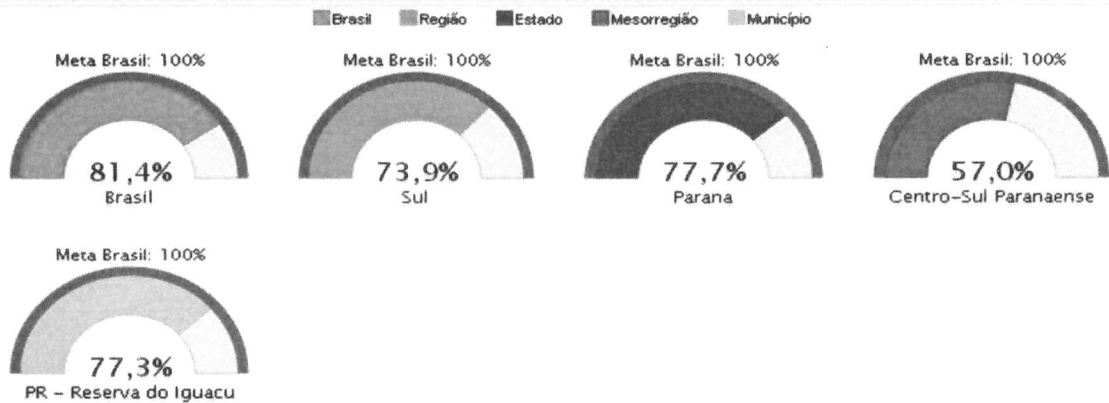 Brasil Região Estado Mesorregião Município
Meta Brasil: 100% Meta Brasil: 100% Meta Brasil: 100% Meta Brasil: 100%
81,4% 73,9% 77,7% 57,0%
Brasil Sul Parana Centro-Sul Paranaense
Meta Brasil: 100%
77,3%
PR - Reserva do Iguacu